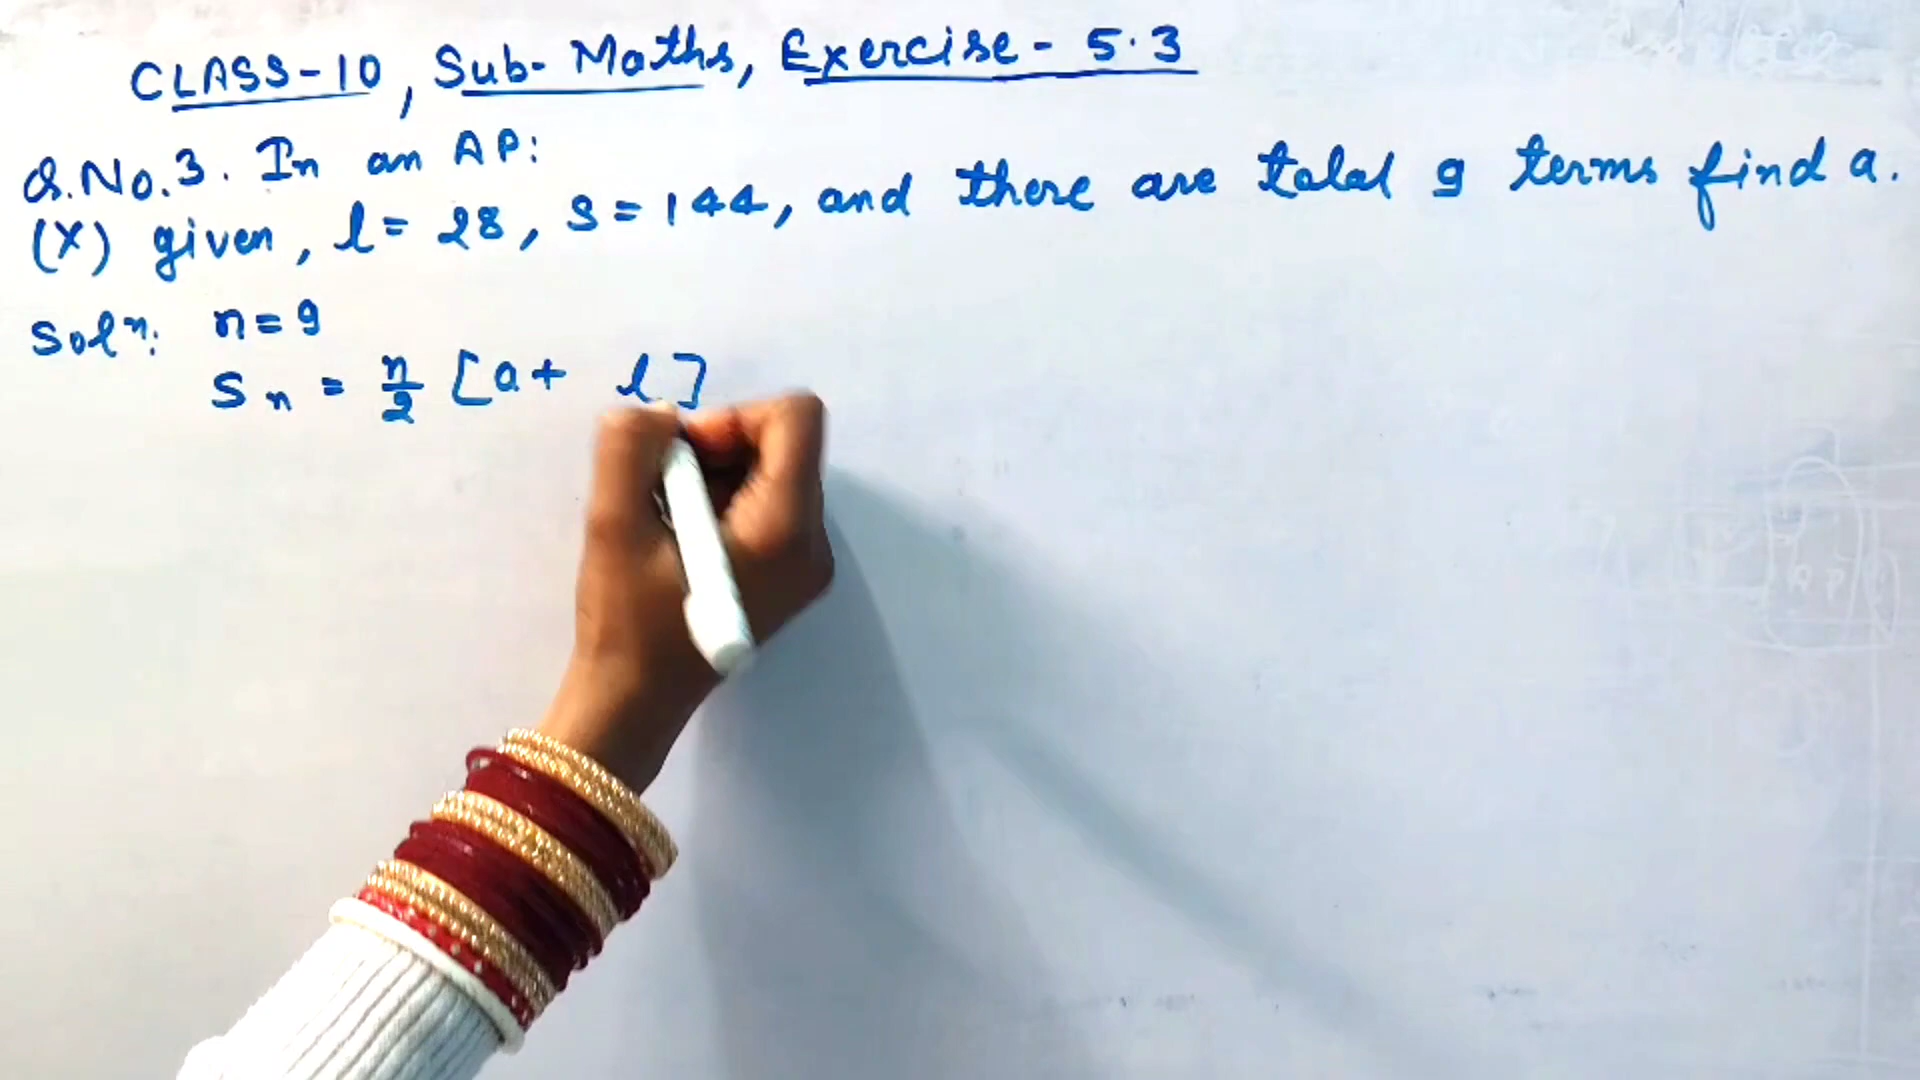 CLASS-10, Sub- Maths, Exercise - 5.3
Q.No.3. In an AP:
(X) given, l = 28, S = 144, and there are total 9 terms find a.
Solⁿ: n = 9
Sn = n/2 [a + l]